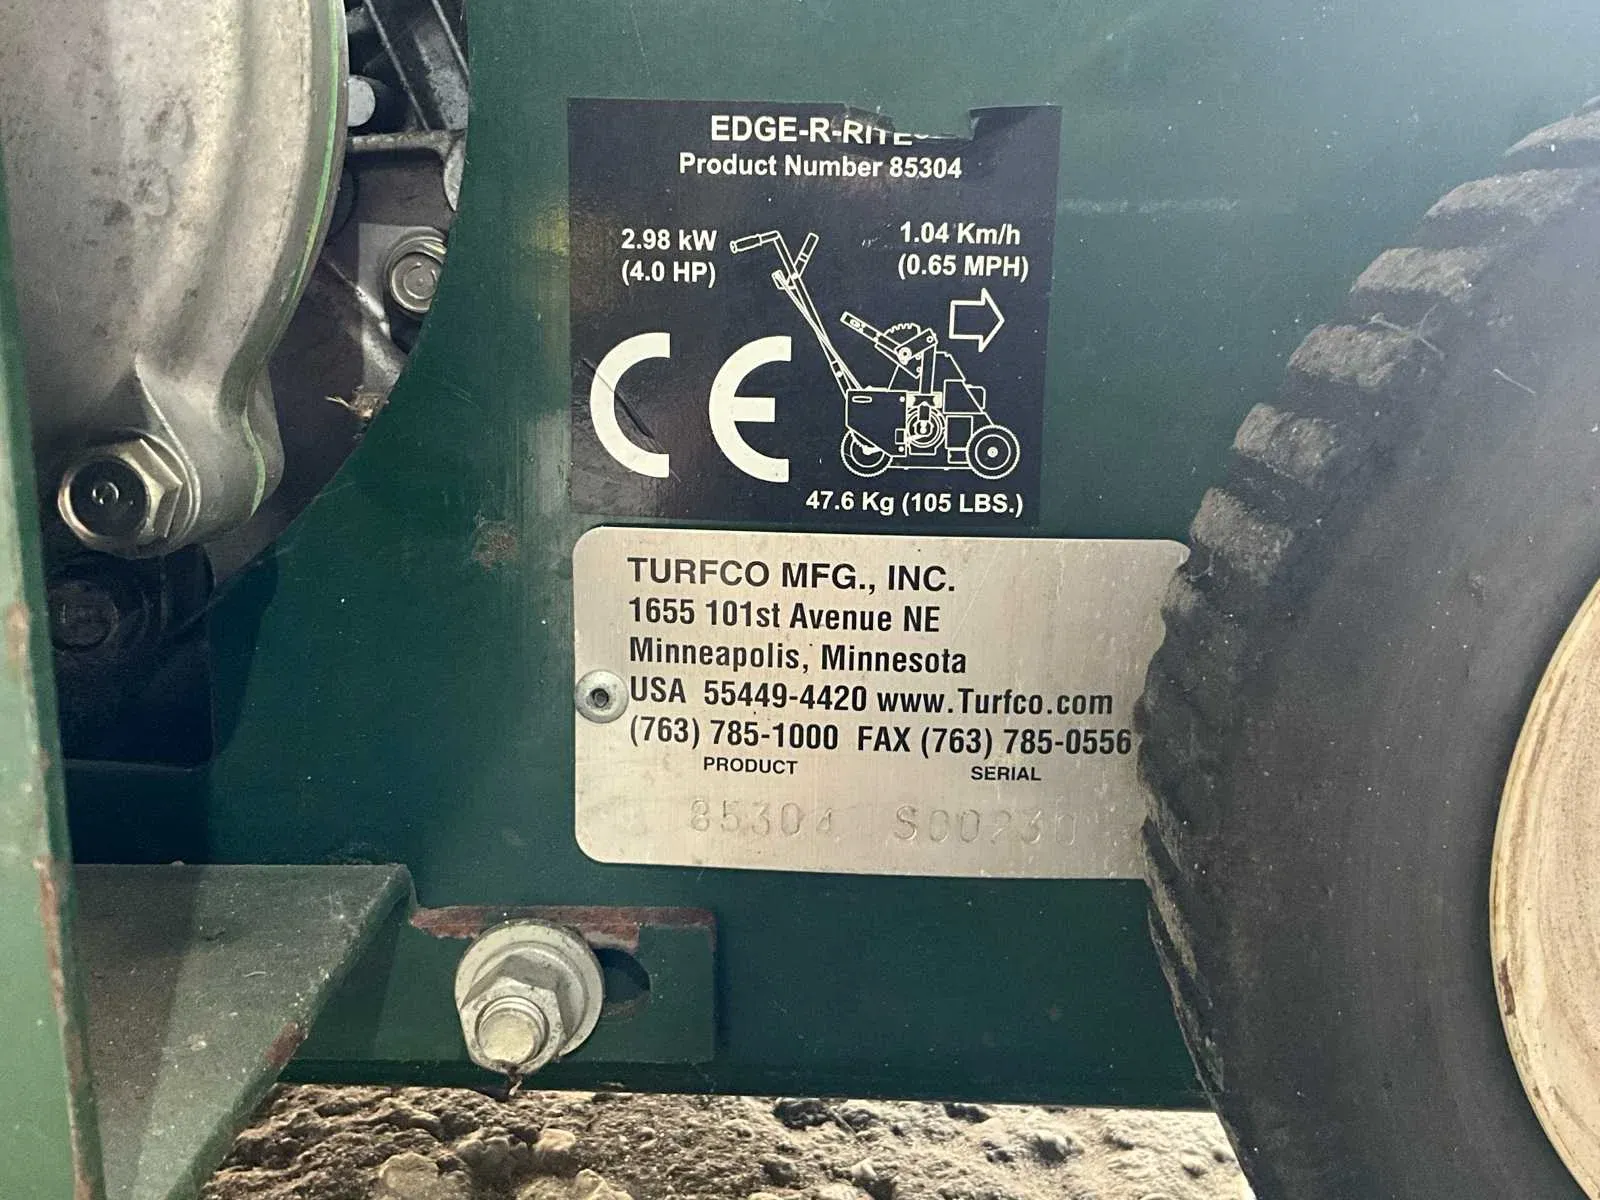 EDGE-R-RITE
Product Number 85304
2.98 kW
(4.0 HP)
1.04 Km/h
(0.65 MPH)
CE
47.6 Kg (105 LBS.)
TURFCO MFG., INC.
1655 101st Avenue NE
Minneapolis, Minnesota
USA 55449-4420 www.Turfco.com
(763) 785-1000 FAX (763) 785-0556
PRODUCT SERIAL
85304 S00230